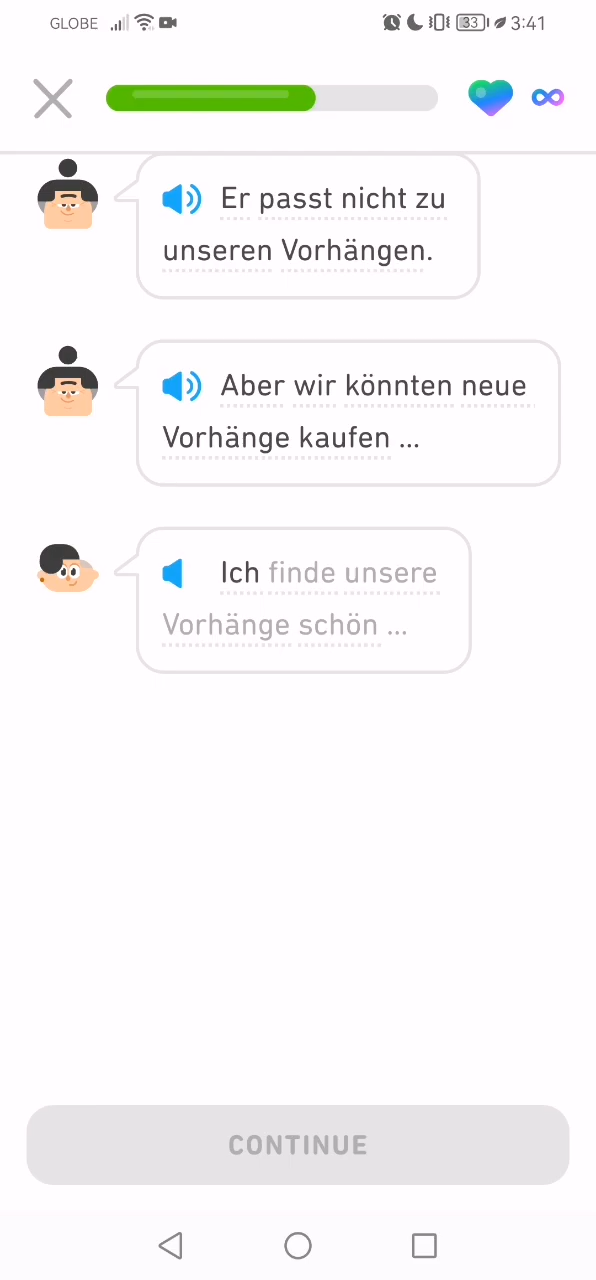 GLOBE 33 3:41
Er passt nicht zu
unseren Vorhängen.
Aber wir könnten neue
Vorhänge kaufen ...
Ich finde unsere
Vorhänge schön ...
CONTINUE